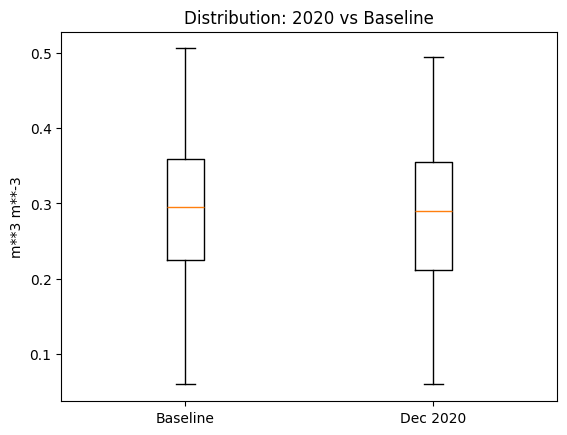 Distribution: 2020 vs Baseline
m**3 m**-3
0.5
0.4
0.3
0.2
0.1
Baseline
Dec 2020